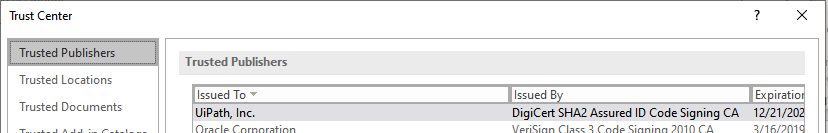 Trust Center
Trusted Publishers
Trusted Locations
Trusted Documents
Trusted Add-in Catalogs
Trusted Publishers
Issued To Issued By Expiration
UiPath, Inc. DigiCert SHA2 Assured ID Code Signing CA 12/21/202
Oracle Corporation VeriSign Class 3 Code Signing 2010 CA 3/16/2019